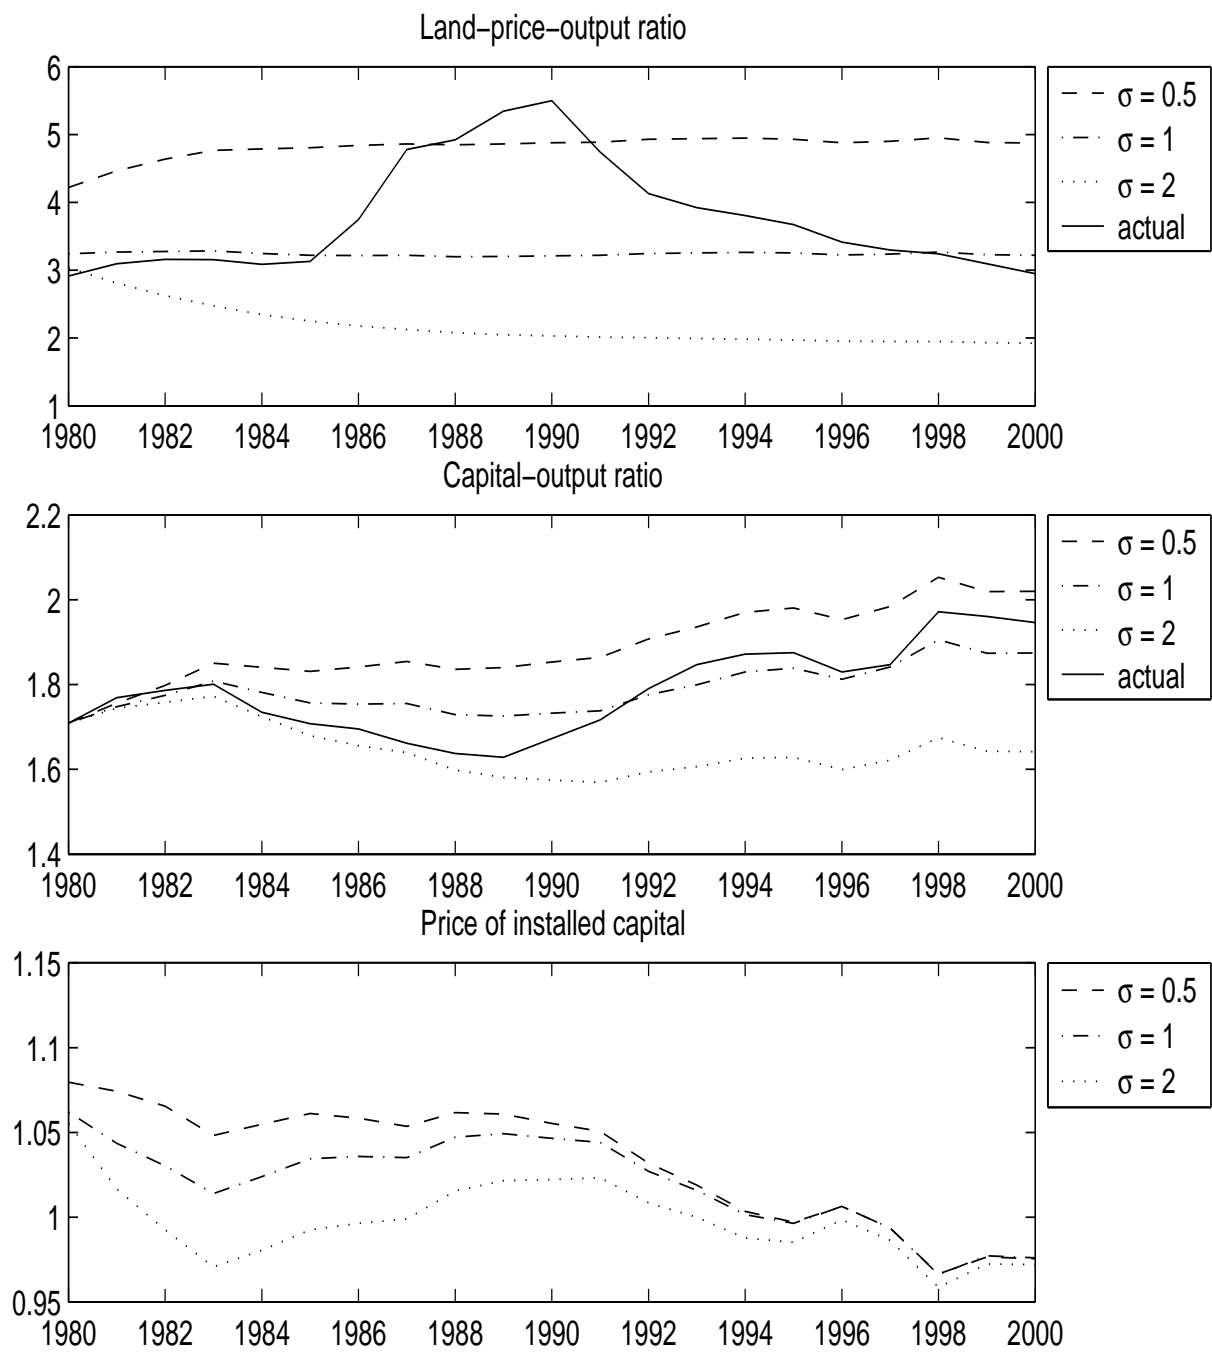 Land–price–output ratio
6
5
4
3
2
1
1980 1982 1984 1986 1988 1990 1992 1994 1996 1998 2000
σ = 0.5
σ = 1
σ = 2
actual
Capital–output ratio
2.2
2
1.8
1.6
1.4
1980 1982 1984 1986 1988 1990 1992 1994 1996 1998 2000
σ = 0.5
σ = 1
σ = 2
actual
Price of installed capital
1.15
1.1
1.05
1
0.95
1980 1982 1984 1986 1988 1990 1992 1994 1996 1998 2000
σ = 0.5
σ = 1
σ = 2